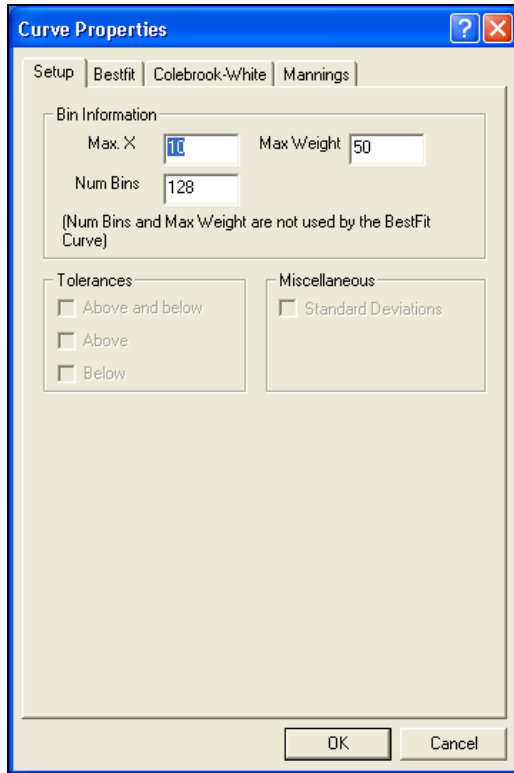 Curve Properties
Setup Bestfit Colebrook-White Mannings
Bin Information
Max. X 10 Max Weight 50
Num Bins 128
(Num Bins and Max Weight are not used by the BestFit
Curve)
Tolerances
Above and below
Above
Below
Miscellaneous
Standard Deviations
OK Cancel